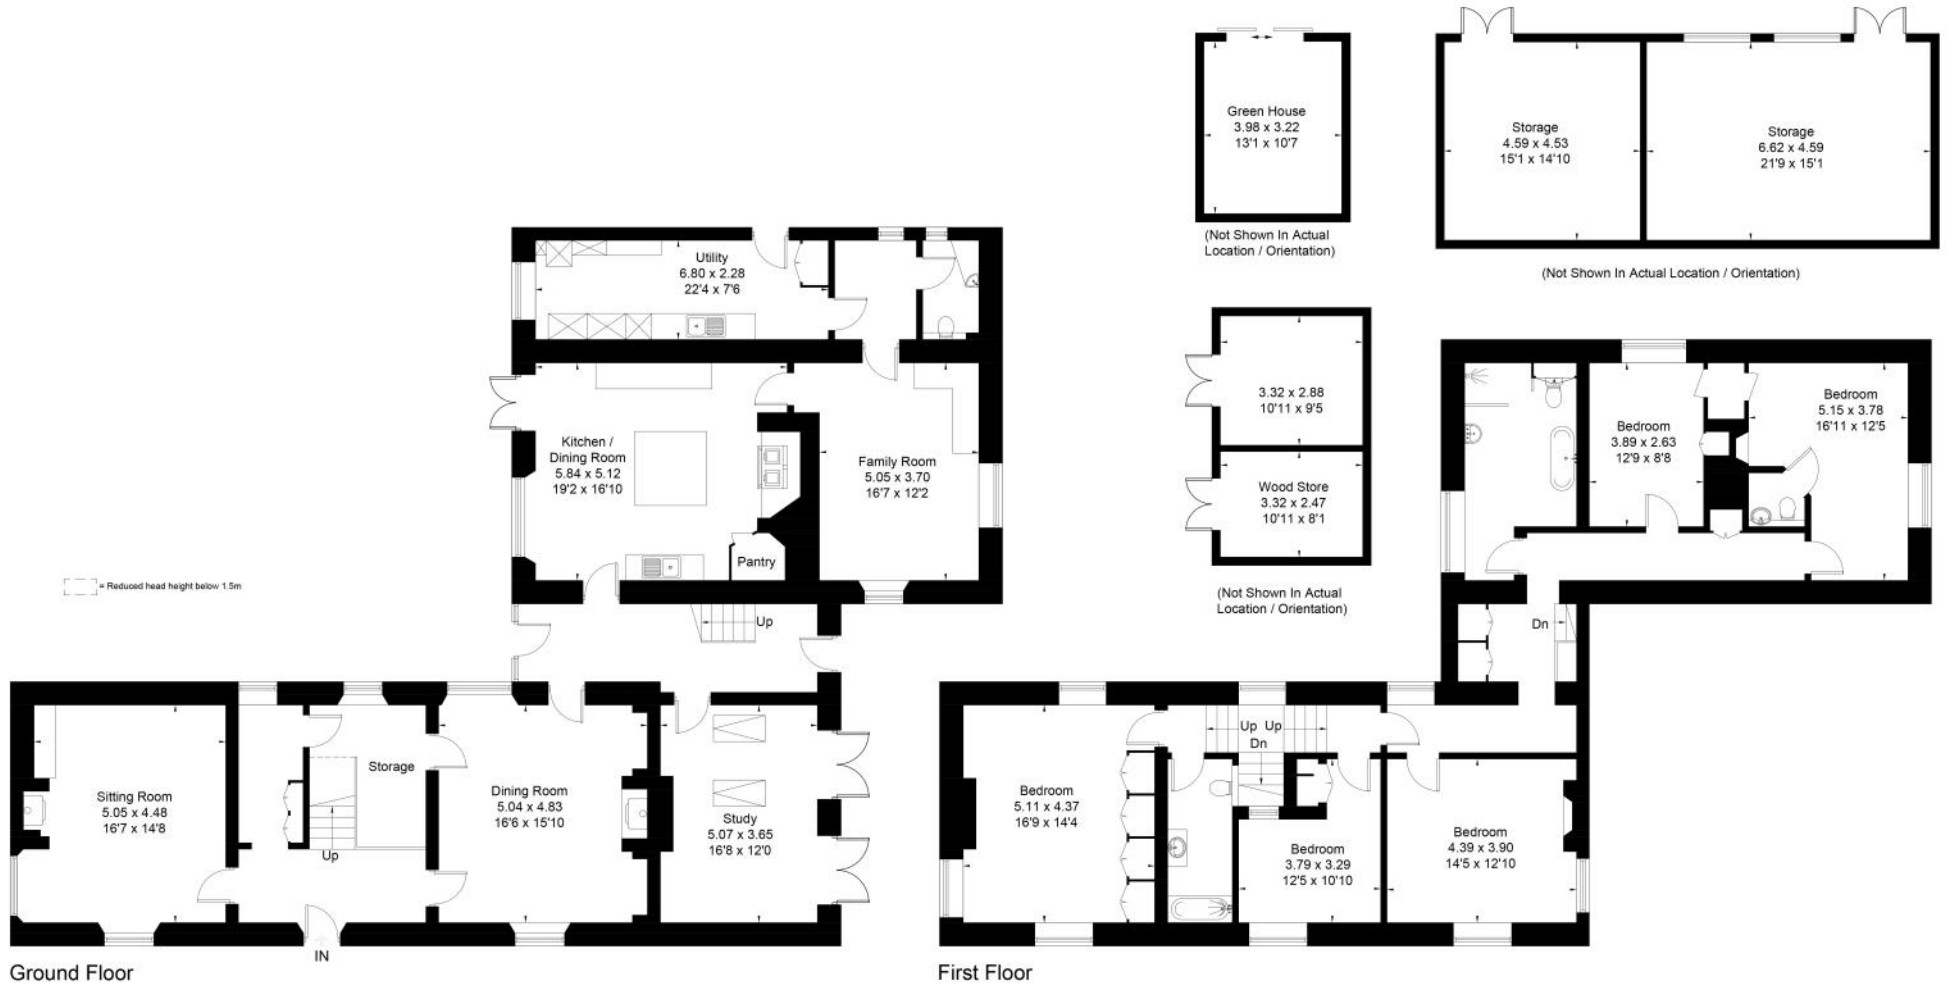 Green House
3.98 x 3.22
13'1 x 10'7
(Not Shown In Actual
Location / Orientation)
Storage
4.59 x 4.53
15'1 x 14'10
Storage
6.62 x 4.59
21'9 x 15'1
(Not Shown In Actual Location / Orientation)
Utility
6.80 x 2.28
22'4 x 7'6
Kitchen /
Dining Room
5.84 x 5.12
19'2 x 16'10
Pantry
Family Room
5.05 x 3.70
16'7 x 12'2
3.32 x 2.88
10'11 x 9'5
Wood Store
3.32 x 2.47
10'11 x 8'1
(Not Shown In Actual
Location / Orientation)
Bedroom
3.89 x 2.63
12'9 x 8'8
Bedroom
5.15 x 3.78
16'11 x 12'5
= Reduced head height below 1.5m
Up
Dn
Sitting Room
5.05 x 4.48
16'7 x 14'8
Storage
Up
Dining Room
5.04 x 4.83
16'6 x 15'10
Study
5.07 x 3.65
16'8 x 12'0
IN
Ground Floor
Bedroom
5.11 x 4.37
16'9 x 14'4
Up Up
Dn
Bedroom
3.79 x 3.29
12'5 x 10'10
Bedroom
4.39 x 3.90
14'5 x 12'10
First Floor